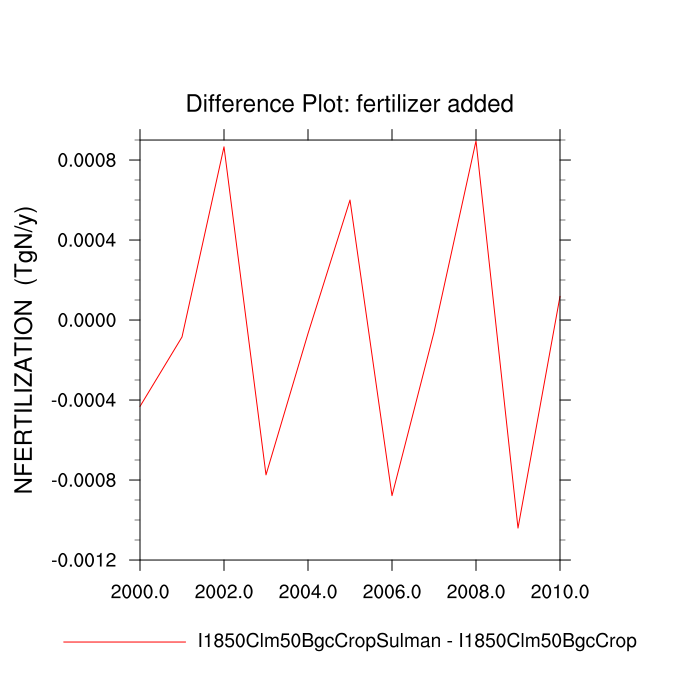 Difference Plot: fertilizer added
0.0008
0.0004
0.0000
-0.0004
-0.0008
-0.0012
NFERTILIZATION (TgN/y)
2000.0 2002.0 2004.0 2006.0 2008.0 2010.0
I1850Clm50BgcCropSulman - I1850Clm50BgcCrop